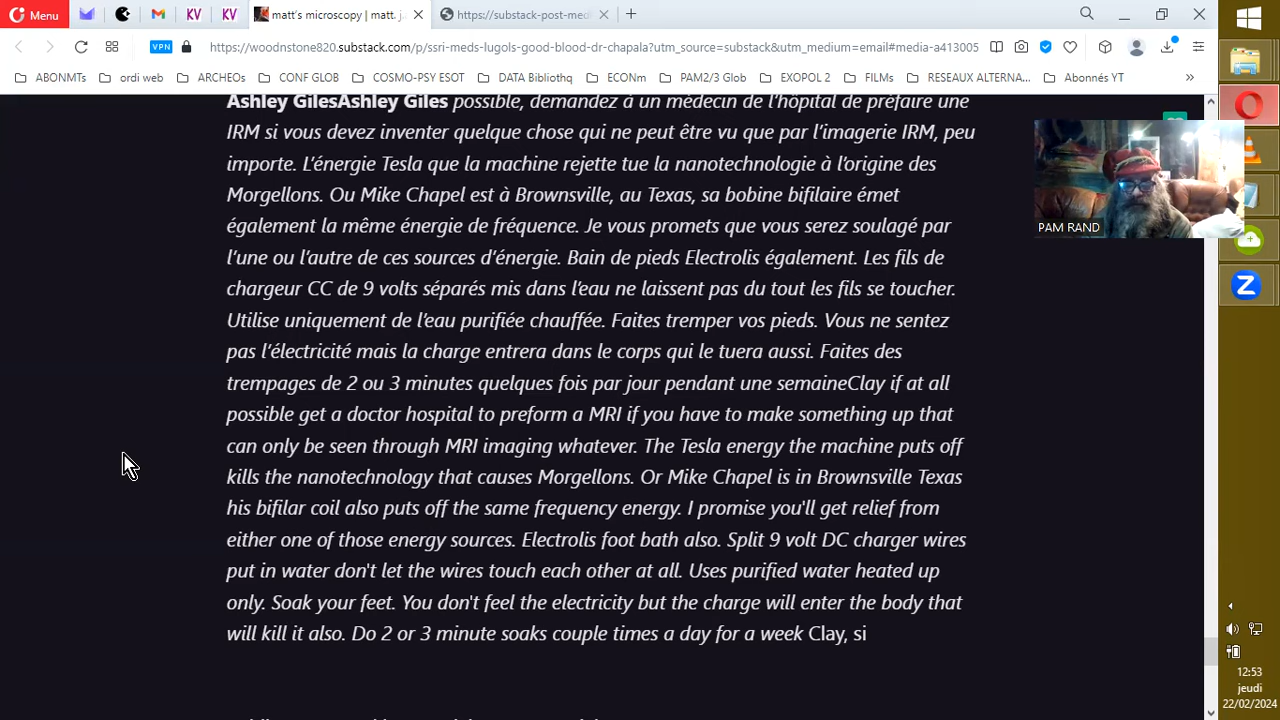 Menu
KV
KV
matt's microscopy | matt. j
https://substack-post-med
https://woodnstone820.substack.com/p/ssri-meds-lugols-good-blood-dr-chapala?utm_source=substack&utm_medium=email#media-a413005
VPN
ABONMTs
ordi web
ARCHEOs
CONF GLOB
COSMO-PSY ESOT
DATA Bibliothq
ECONm
PAM2/3 Glob
EXOPOL 2
FILMs
RESEAUX ALTERNA...
Abonnés YT
»
Ashley GilesAshley Giles possible, demandez à un médecin de l'hôpital de préfaire une
IRM si vous devez inventer quelque chose qui ne peut être vu que par l'imagerie IRM, peu
importe. L'énergie Tesla que la machine rejette tue la nanotechnologie à l'origine des
Morgellons. Ou Mike Chapel est à Brownsville, au Texas, sa bobine bifilaire émet
également la même énergie de fréquence. Je vous promets que vous serez soulagé par
l'une ou l'autre de ces sources d'énergie. Bain de pieds Electrolis également. Les fils de
chargeur CC de 9 volts séparés mis dans l'eau ne laissent pas du tout les fils se toucher.
Utilise uniquement de l'eau purifiée chauffée. Faites tremper vos pieds. Vous ne sentez
pas l'électricité mais la charge entrera dans le corps qui le tuera aussi. Faites des
trempages de 2 ou 3 minutes quelques fois par jour pendant une semaineClay if at all
possible get a doctor hospital to preform a MRI if you have to make something up that
can only be seen through MRI imaging whatever. The Tesla energy the machine puts off
kills the nanotechnology that causes Morgellons. Or Mike Chapel is in Brownsville Texas
his bifilar coil also puts off the same frequency energy. I promise you'll get relief from
either one of those energy sources. Electrolis foot bath also. Split 9 volt DC charger wires
put in water don't let the wires touch each other at all. Uses purified water heated up
only. Soak your feet. You don't feel the electricity but the charge will enter the body that
will kill it also. Do 2 or 3 minute soaks couple times a day for a week Clay, si
PAM RAND
12:53
jeudi
22/02/2024